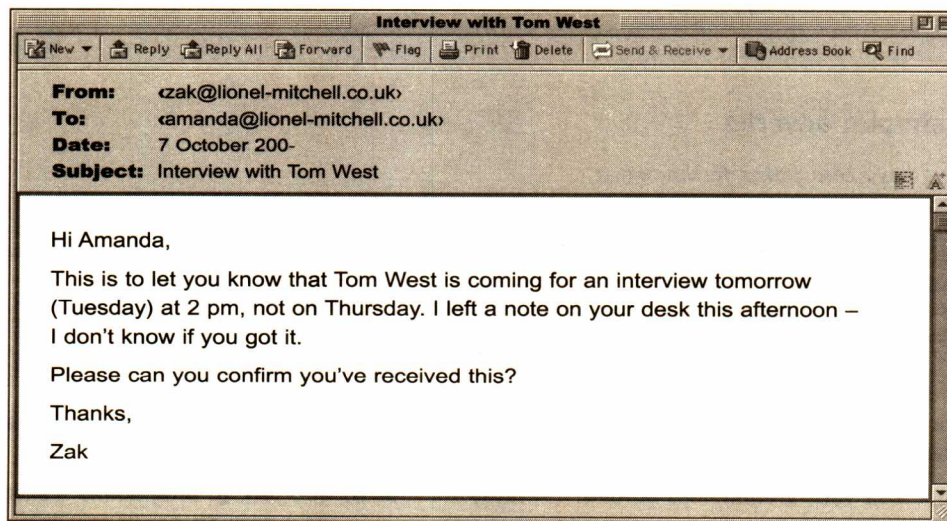 Interview with Tom West
New Reply Reply All Forward Flag Print Delete Send & Receive Address Book Find
From: <zak@lionel-mitchell.co.uk>
To: <amanda@lionel-mitchell.co.uk>
Date: 7 October 200-
Subject: Interview with Tom West
Hi Amanda,
This is to let you know that Tom West is coming for an interview tomorrow
(Tuesday) at 2 pm, not on Thursday. I left a note on your desk this afternoon –
I don't know if you got it.
Please can you confirm you've received this?
Thanks,
Zak